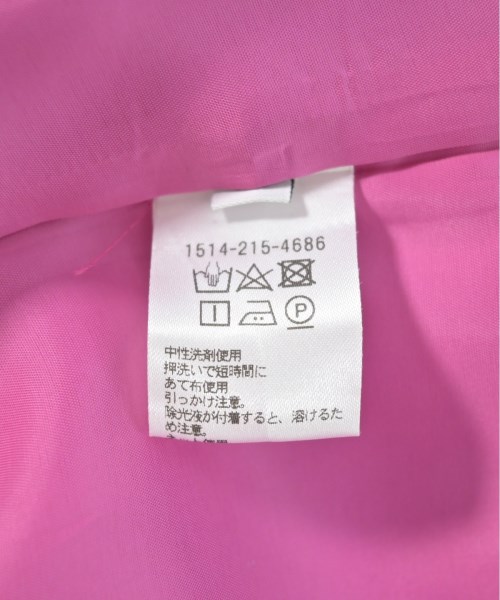 1514-215-4686
P
中性洗剤使用
押洗いで短時間に
あて布使用
引っかけ注意。
除光液が付着すると、溶けるた
め注意。